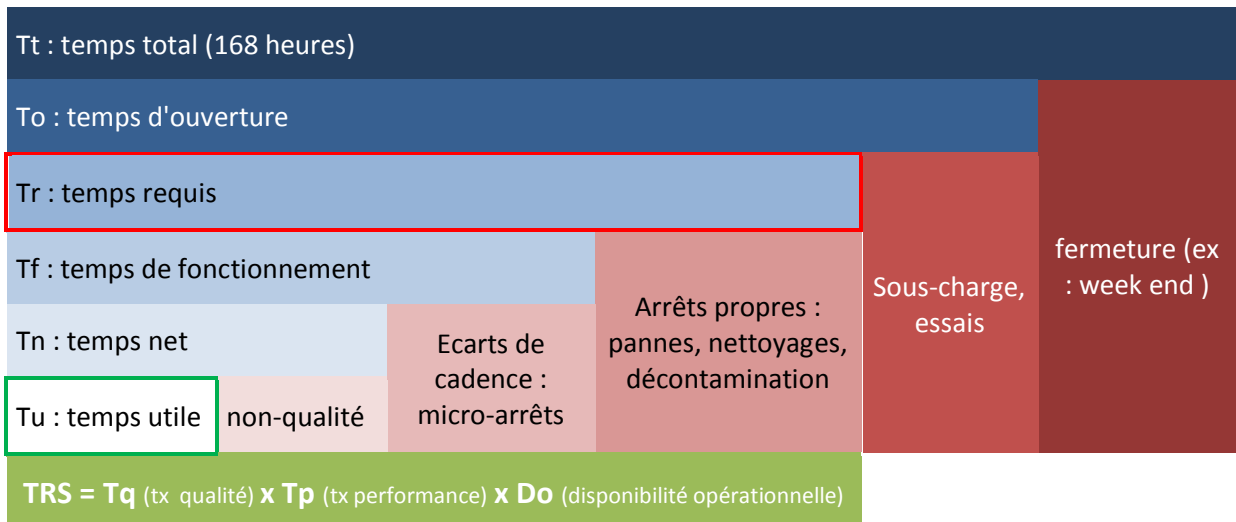 Tt : temps total (168 heures)
To : temps d'ouverture
Tr : temps requis
Tf : temps de fonctionnement
Tn : temps net
Tu : temps utile
non-qualité
Ecarts de
cadence :
micro-arrêts
Arrêts propres :
pannes, nettoyages,
décontamination
Sous-charge,
essais
fermeture (ex
: week end )
TRS = Tq (tx qualité) x Tp (tx performance) x Do (disponibilité opérationnelle)